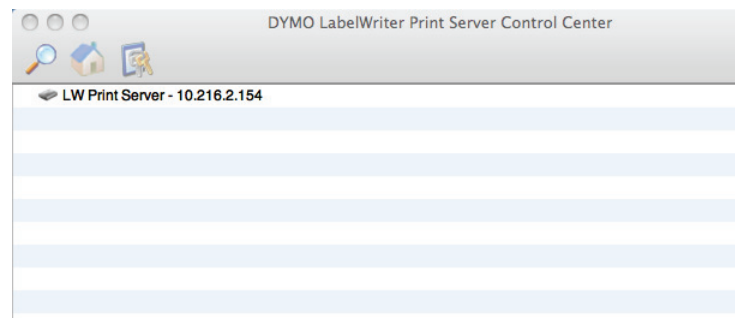 DYMO LabelWriter Print Server Control Center
LW Print Server - 10.216.2.154